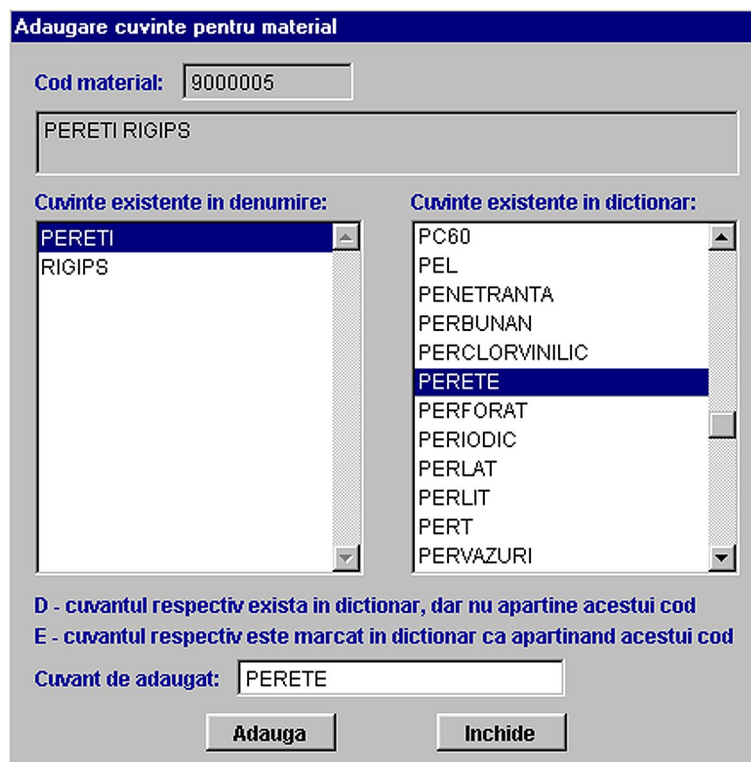 Adaugare cuvinte pentru material
Cod material: 9000005
PERETI RIGIPS
Cuvinte existente in denumire:
PERETI
RIGIPS
Cuvinte existente in dictionar:
PC60
PEL
PENETRANTA
PERBUNAN
PERCLORVINILIC
PERETE
PERFORAT
PERIODIC
PERLAT
PERLIT
PERT
PERVAZURI
D - cuvantul respectiv exista in dictionar, dar nu apartine acestui cod
E - cuvantul respectiv este marcat in dictionar ca apartinand acestui cod
Cuvant de adaugat: PERETE
Adauga Inchide